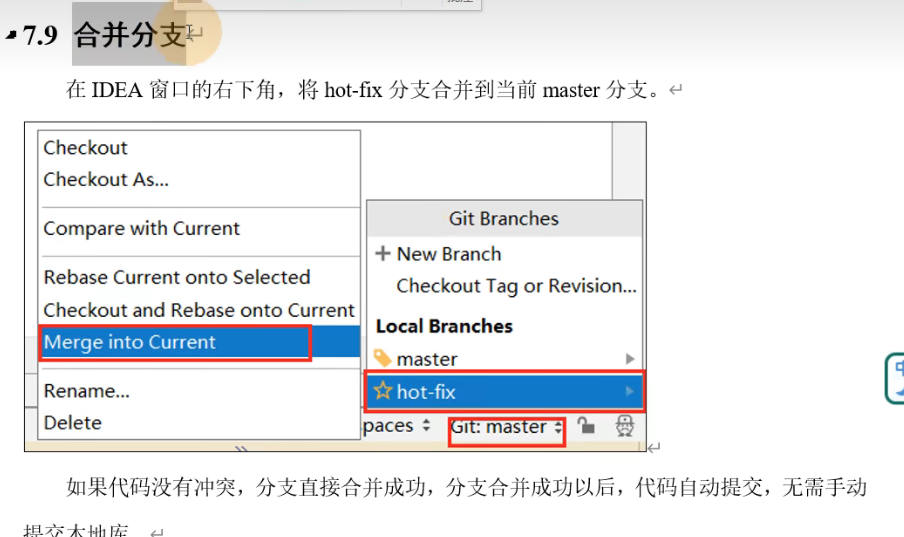 7.9 合并分支
在 IDEA 窗口的右下角，将 hot-fix 分支合并到当前 master 分支。
Checkout
Checkout As...
Compare with Current
Rebase Current onto Selected
Checkout and Rebase onto Current
Merge into Current
Rename...
Delete
Git Branches
New Branch
Checkout Tag or Revision...
Local Branches
master
hot-fix
paces
Git: master
如果代码没有冲突，分支直接合并成功，分支合并成功以后，代码自动提交，无需手动
提交本地库。